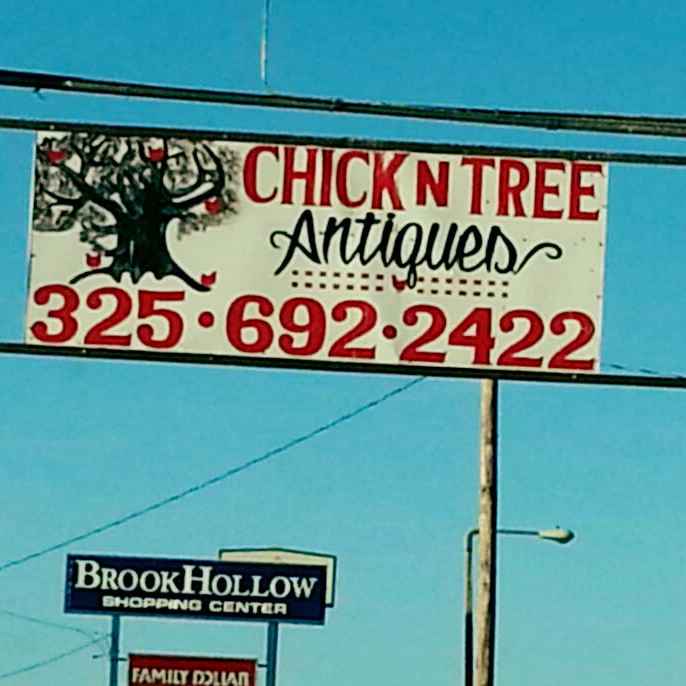 CHICK N TREE
Antiques
325·692·2422
BROOKHOLLOW
SHOPPING CENTER
FAMILY DOLLAR